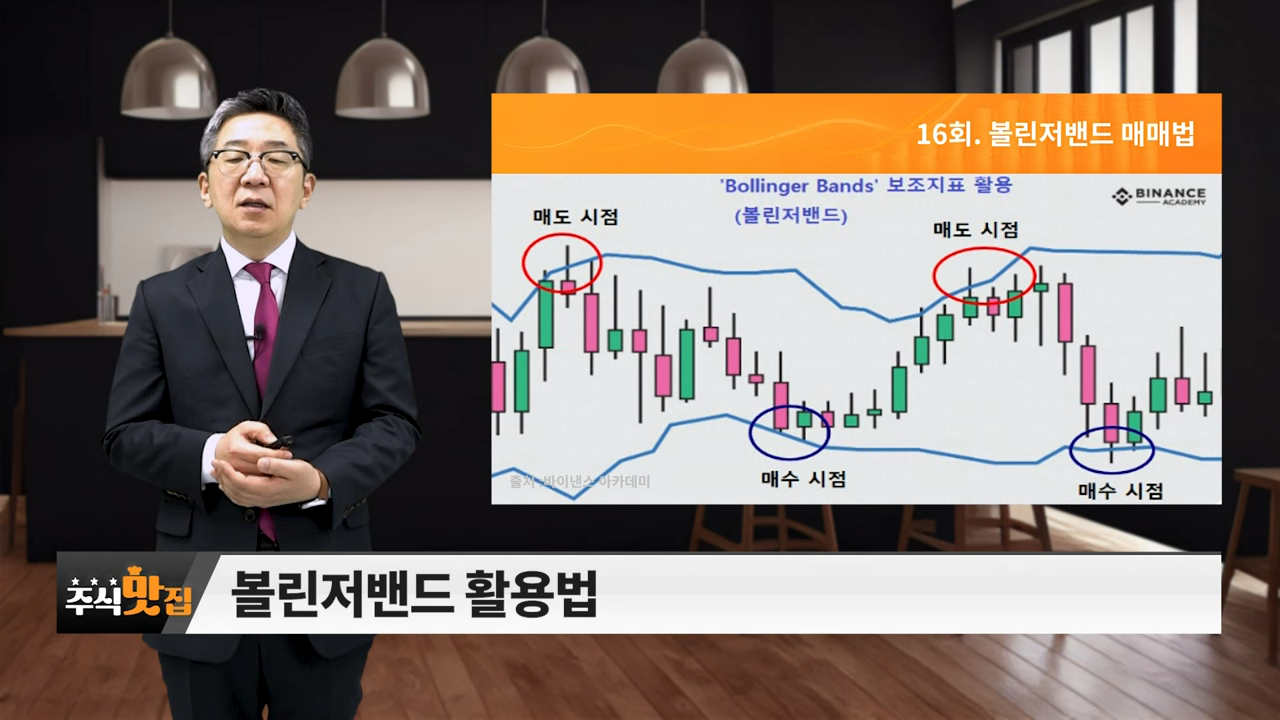 16회. 볼린저밴드 매매법
'Bollinger Bands' 보조지표 활용
(볼린저밴드)
BINANCE
ACADEMY
매도 시점
매도 시점
매수 시점
매수 시점
출처 :바이낸스 아카데미
주식맛집
볼린저밴드 활용법